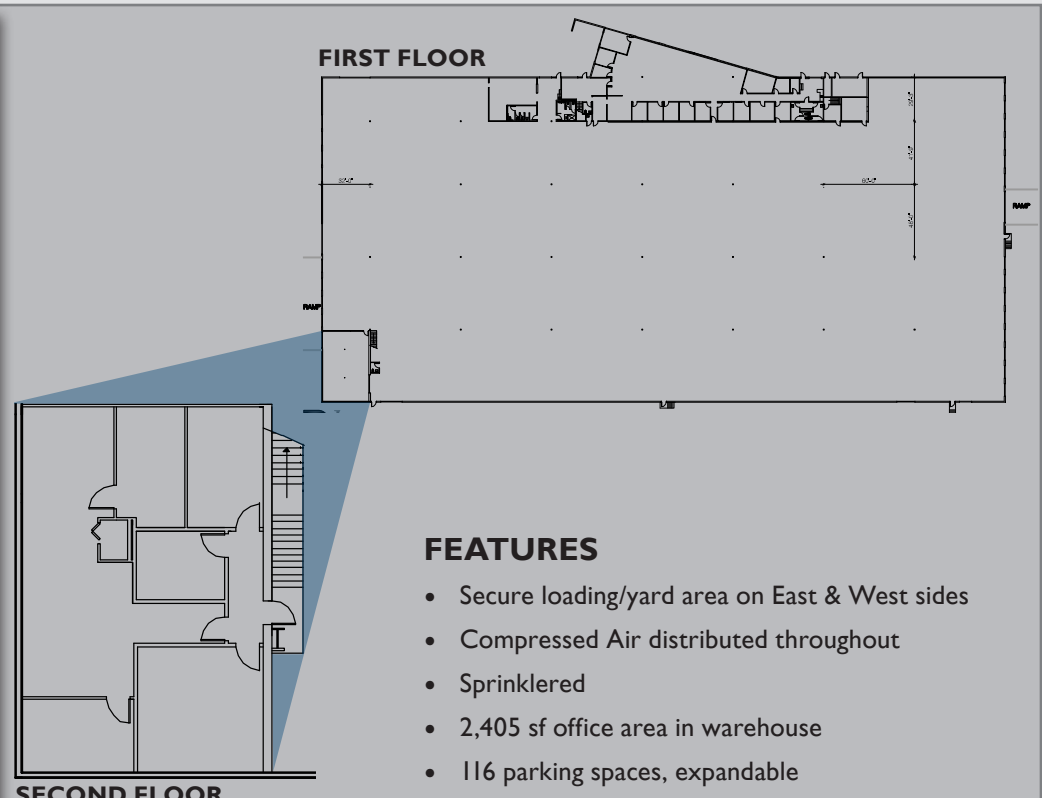 FIRST FLOOR
RAMP
RAMP
SECOND FLOOR
FEATURES
• Secure loading/yard area on East & West sides
• Compressed Air distributed throughout
• Sprinklered
• 2,405 sf office area in warehouse
• 116 parking spaces, expandable